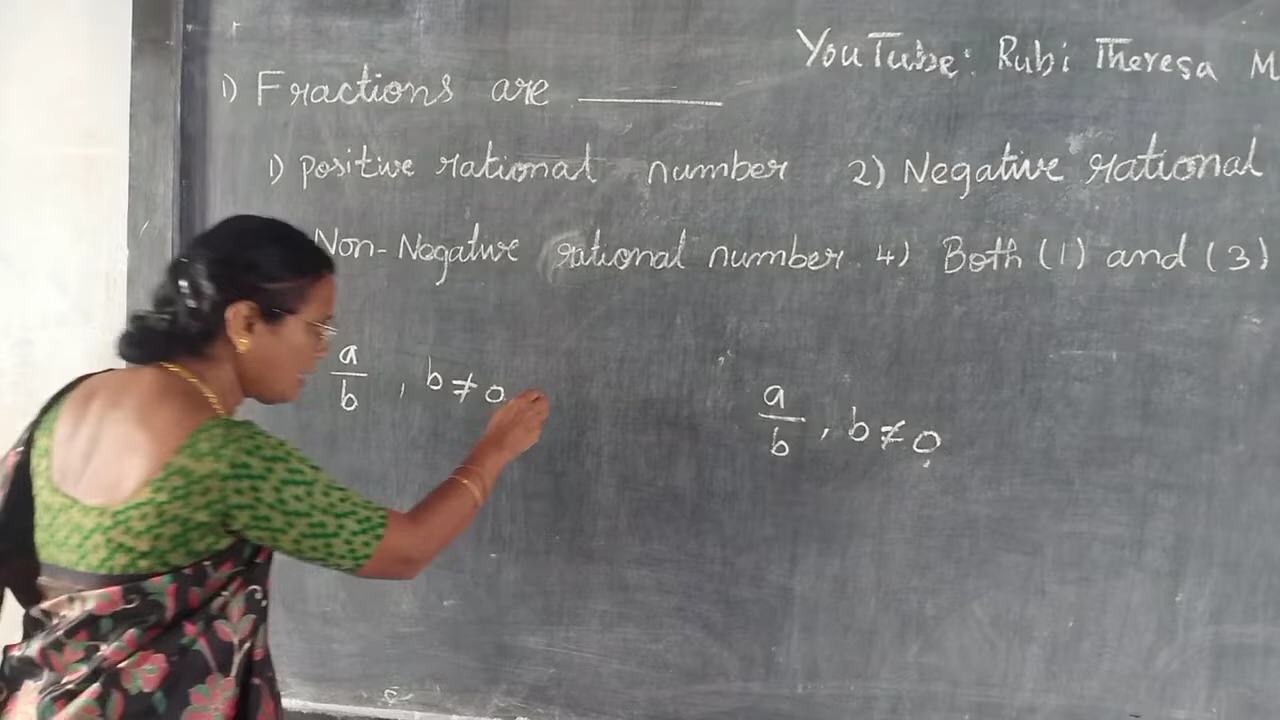 YouTube: Rubi Theresa M
1) Fractions are ______
1) positive rational number 2) Negative rational
Non-Negative rational number 4) Both (1) and (3)
a/b , b ≠ 0 a/b , b ≠ 0